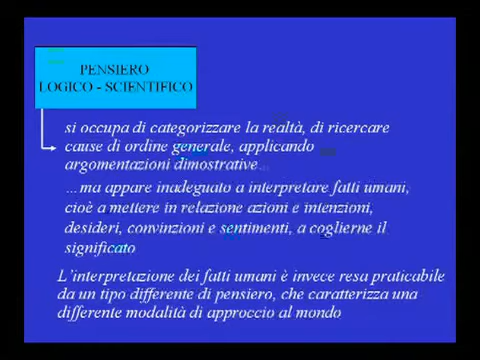 PENSIERO
LOGICO - SCIENTIFICO
si occupa di categorizzare la realtà, di ricercare
cause di ordine generale, applicando
argomentazioni dimostrative
…ma appare inadeguato a interpretare fatti umani,
cioè a mettere in relazione azioni e intenzioni,
desideri, convinzioni e sentimenti, a coglierne il
significato
L'interpretazione dei fatti umani è invece resa praticabile
da un tipo differente di pensiero, che caratterizza una
differente modalità di approccio al mondo